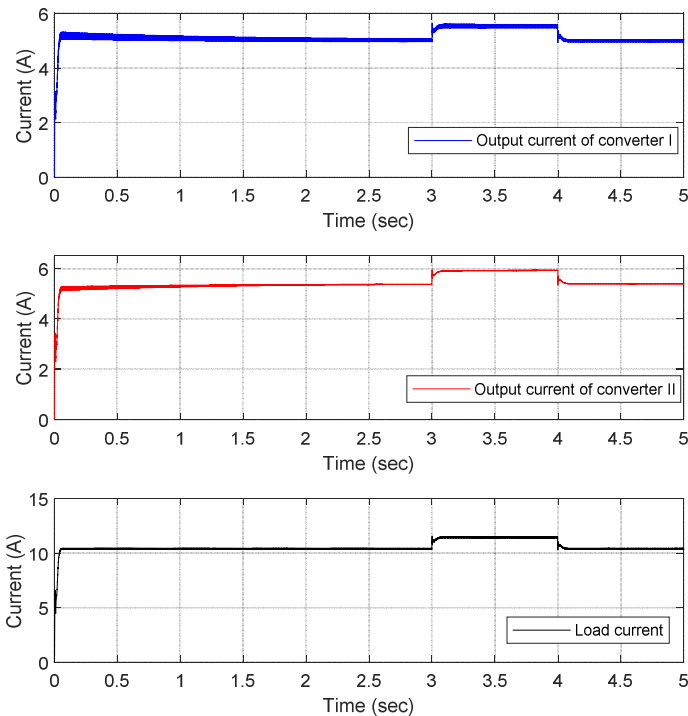 6
4
2
0
Current (A)
Output current of converter I
0 0.5 1 1.5 2 2.5 3 3.5 4 4.5 5
Time (sec)
6
4
2
0
Current (A)
Output current of converter II
0 0.5 1 1.5 2 2.5 3 3.5 4 4.5 5
Time (sec)
15
10
5
0
Current (A)
Load current
0 0.5 1 1.5 2 2.5 3 3.5 4 4.5 5
Time (sec)